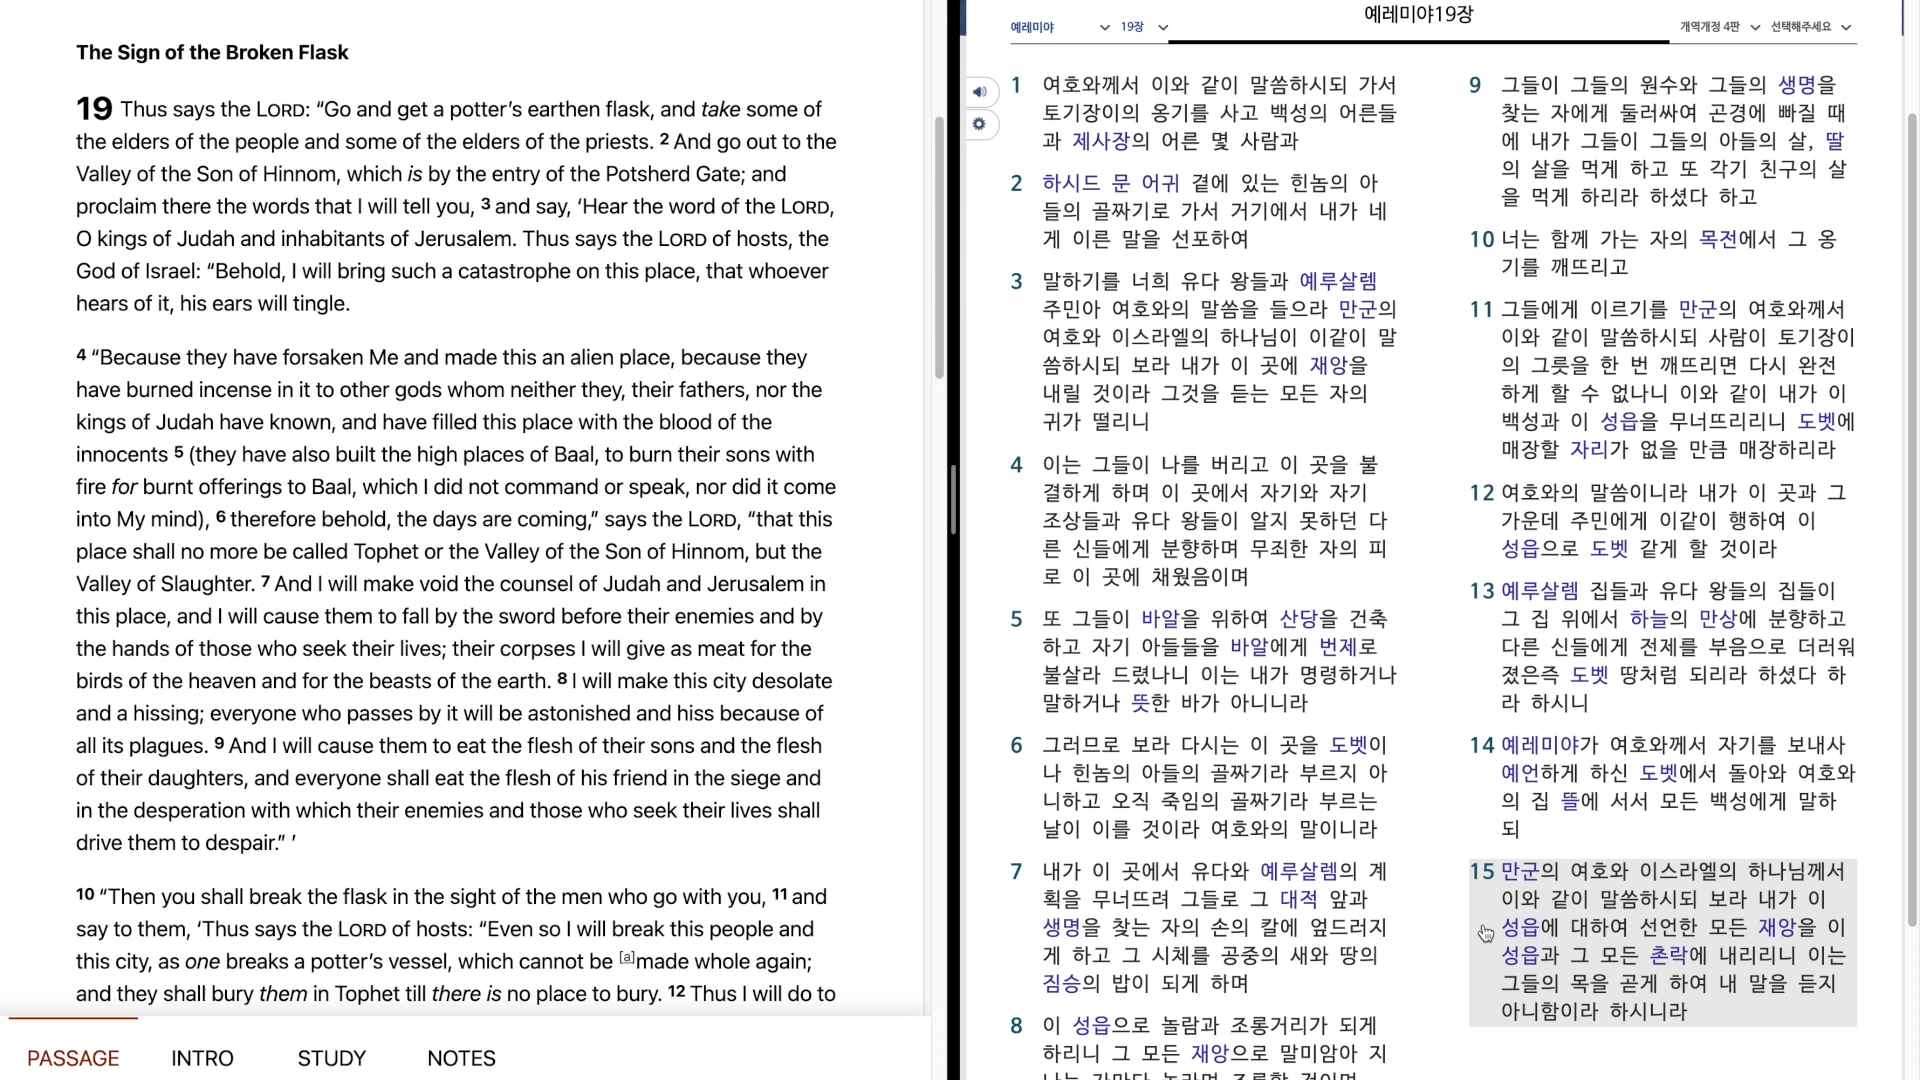 The Sign of the Broken Flask
19 Thus says the LORD: “Go and get a potter’s earthen flask, and take some of
the elders of the people and some of the elders of the priests. 2 And go out to the
Valley of the Son of Hinnom, which is by the entry of the Potsherd Gate; and
proclaim there the words that I will tell you, 3 and say, ‘Hear the word of the LORD,
O kings of Judah and inhabitants of Jerusalem. Thus says the LORD of hosts, the
God of Israel: “Behold, I will bring such a catastrophe on this place, that whoever
hears of it, his ears will tingle.
4 “Because they have forsaken Me and made this an alien place, because they
have burned incense in it to other gods whom neither they, their fathers, nor the
kings of Judah have known, and have filled this place with the blood of the
innocents 5 (they have also built the high places of Baal, to burn their sons with
fire for burnt offerings to Baal, which I did not command or speak, nor did it come
into My mind), 6 therefore behold, the days are coming,” says the LORD, “that this
place shall no more be called Tophet or the Valley of the Son of Hinnom, but the
Valley of Slaughter. 7 And I will make void the counsel of Judah and Jerusalem in
this place, and I will cause them to fall by the sword before their enemies and by
the hands of those who seek their lives; their corpses I will give as meat for the
birds of the heaven and for the beasts of the earth. 8 I will make this city desolate
and a hissing; everyone who passes by it will be astonished and hiss because of
all its plagues. 9 And I will cause them to eat the flesh of their sons and the flesh
of their daughters, and everyone shall eat the flesh of his friend in the siege and
in the desperation with which their enemies and those who seek their lives shall
drive them to despair.” ’
10 “Then you shall break the flask in the sight of the men who go with you, 11 and
say to them, ‘Thus says the LORD of hosts: “Even so I will break this people and
this city, as one breaks a potter’s vessel, which cannot be [a]made whole again;
and they shall bury them in Tophet till there is no place to bury. 12 Thus I will do to
PASSAGE INTRO STUDY NOTES
예레미야 19장 예레미야19장 개역개정 4판 선택해주세요
1 여호와께서 이와 같이 말씀하시되 가서
토기장이의 옹기를 사고 백성의 어른들
과 제사장의 어른 몇 사람과
2 하시드 문 어귀 곁에 있는 힌놈의 아
들의 골짜기로 가서 거기에서 내가 네
게 이른 말을 선포하여
3 말하기를 너희 유다 왕들과 예루살렘
주민아 여호와의 말씀을 들으라 만군의
여호와 이스라엘의 하나님이 이같이 말
씀하시되 보라 내가 이 곳에 재앙을
내릴 것이라 그것을 듣는 모든 자의
귀가 떨리니
4 이는 그들이 나를 버리고 이 곳을 불
결하게 하며 이 곳에서 자기와 자기
조상들과 유다 왕들이 알지 못하던 다
른 신들에게 분향하며 무죄한 자의 피
로 이 곳에 채웠음이며
5 또 그들이 바알을 위하여 산당을 건축
하고 자기 아들들을 바알에게 번제로
불살라 드렸나니 이는 내가 명령하거나
말하거나 뜻한 바가 아니니라
6 그러므로 보라 다시는 이 곳을 도벳이
나 힌놈의 아들의 골짜기라 부르지 아
니하고 오직 죽임의 골짜기라 부르는
날이 이를 것이라 여호와의 말이니라
7 내가 이 곳에서 유다와 예루살렘의 계
획을 무너뜨려 그들로 그 대적 앞과
생명을 찾는 자의 손의 칼에 엎드러지
게 하고 그 시체를 공중의 새와 땅의
짐승의 밥이 되게 하며
8 이 성읍으로 놀람과 조롱거리가 되게
하리니 그 모든 재앙으로 말미암아 지
9 그들이 그들의 원수와 그들의 생명을
찾는 자에게 둘러싸여 곤경에 빠질 때
에 내가 그들이 그들의 아들의 살, 딸
의 살을 먹게 하고 또 각기 친구의 살
을 먹게 하리라 하셨다 하고
10 너는 함께 가는 자의 목전에서 그 옹
기를 깨뜨리고
11 그들에게 이르기를 만군의 여호와께서
이와 같이 말씀하시되 사람이 토기장이
의 그릇을 한 번 깨뜨리면 다시 완전
하게 할 수 없나니 이와 같이 내가 이
백성과 이 성읍을 무너뜨리리니 도벳에
매장할 자리가 없을 만큼 매장하리라
12 여호와의 말씀이니라 내가 이 곳과 그
가운데 주민에게 이같이 행하여 이
성읍으로 도벳 같게 할 것이라
13 예루살렘 집들과 유다 왕들의 집들이
그 집 위에서 하늘의 만상에 분향하고
다른 신들에게 전제를 부음으로 더러워
졌은즉 도벳 땅처럼 되리라 하셨다 하
라 하시니
14 예레미야가 여호와께서 자기를 보내사
예언하게 하신 도벳에서 돌아와 여호와
의 집 뜰에 서서 모든 백성에게 말하
되
15 만군의 여호와 이스라엘의 하나님께서
이와 같이 말씀하시되 보라 내가 이
성읍에 대하여 선언한 모든 재앙을 이
성읍과 그 모든 촌락에 내리리니 이는
그들의 목을 곧게 하여 내 말을 듣지
아니함이라 하시니라